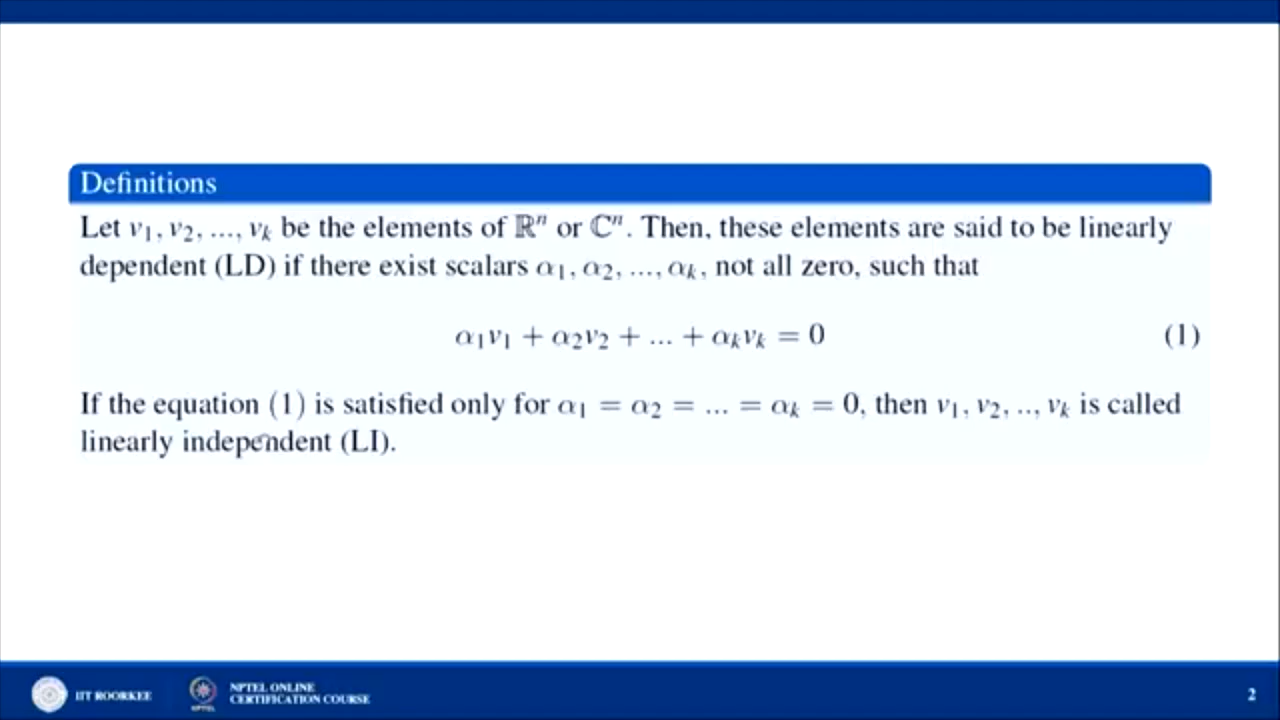 Definitions
Let v₁, v₂, ..., vₖ be the elements of ℝⁿ or ℂⁿ. Then, these elements are said to be linearly
dependent (LD) if there exist scalars α₁, α₂, ..., αₖ, not all zero, such that
α₁v₁ + α₂v₂ + ... + αₖvₖ = 0 (1)
If the equation (1) is satisfied only for α₁ = α₂ = ... = αₖ = 0, then v₁, v₂, .., vₖ is called
linearly independent (LI).
IIT ROORKEE
NPTEL
NPTEL ONLINE
CERTIFICATION COURSE
2